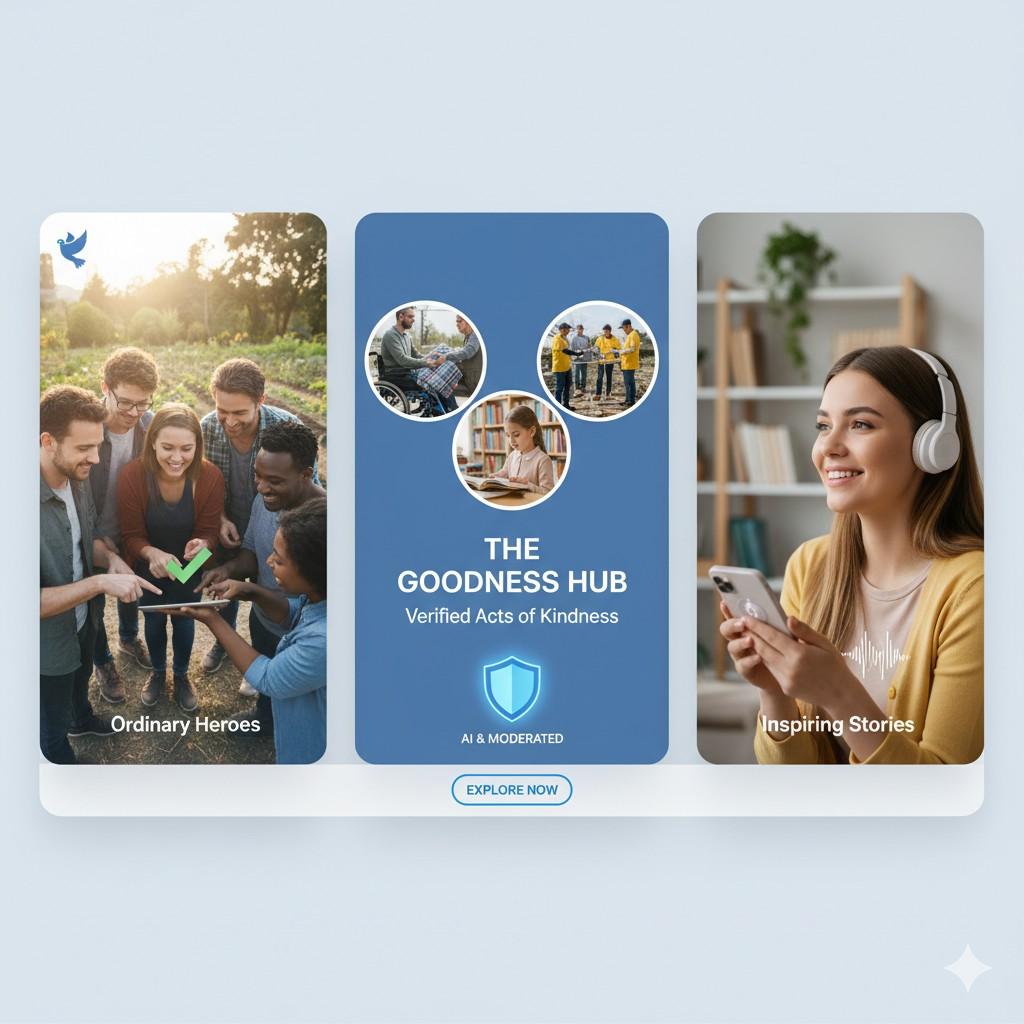 Ordinary Heroes
THE
GOODNESS HUB
Verified Acts of Kindness
AI & MODERATED
Inspiring Stories
EXPLORE NOW